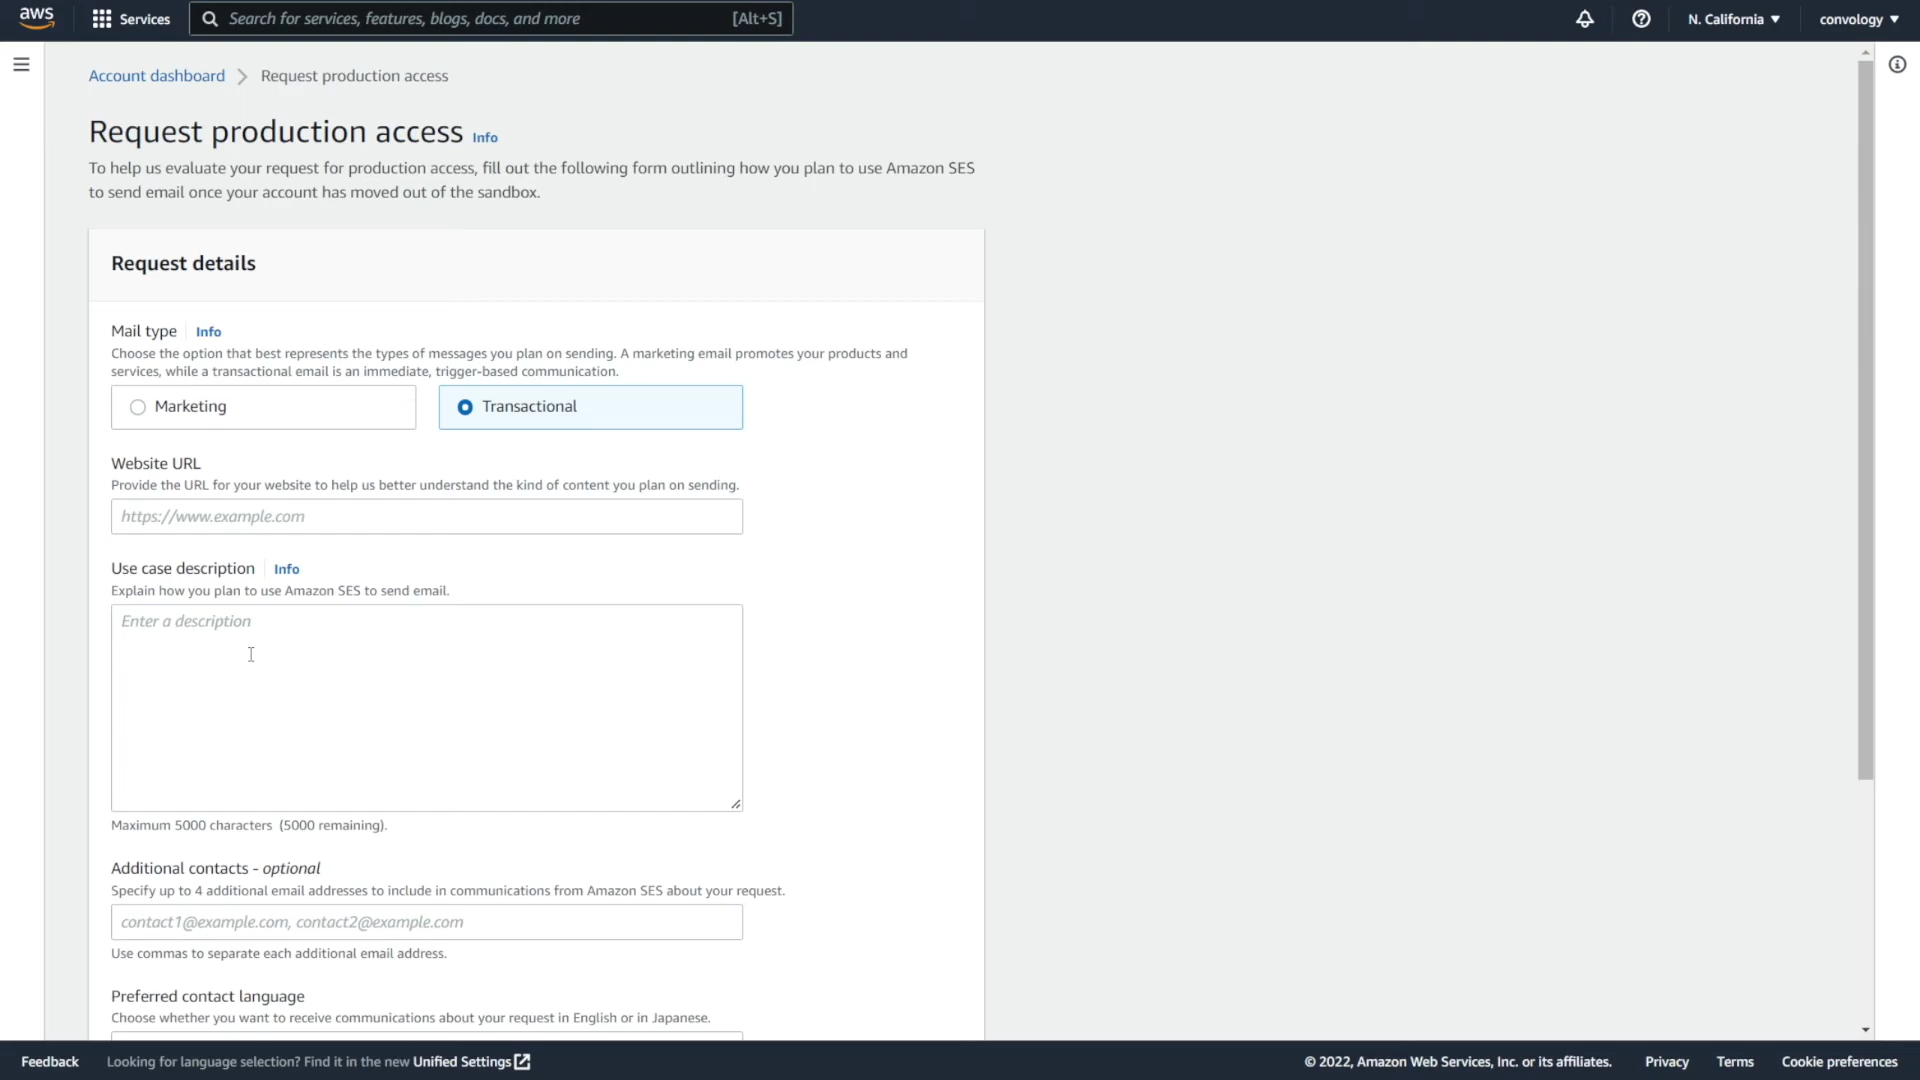 aws
Services
Search for services, features, blogs, docs, and more
[Alt+S]
N. California
convology
Account dashboard
Request production access
Request production access Info
To help us evaluate your request for production access, fill out the following form outlining how you plan to use Amazon SES
to send email once your account has moved out of the sandbox.
Request details
Mail type Info
Choose the option that best represents the types of messages you plan on sending. A marketing email promotes your products and
services, while a transactional email is an immediate, trigger-based communication.
Marketing
Transactional
Website URL
Provide the URL for your website to help us better understand the kind of content you plan on sending.
https://www.example.com
Use case description Info
Explain how you plan to use Amazon SES to send email.
Enter a description
Maximum 5000 characters (5000 remaining).
Additional contacts - optional
Specify up to 4 additional email addresses to include in communications from Amazon SES about your request.
contact1@example.com, contact2@example.com
Use commas to separate each additional email address.
Preferred contact language
Choose whether you want to receive communications about your request in English or in Japanese.
Feedback
Looking for language selection? Find it in the new Unified Settings
© 2022, Amazon Web Services, Inc. or its affiliates.
Privacy
Terms
Cookie preferences